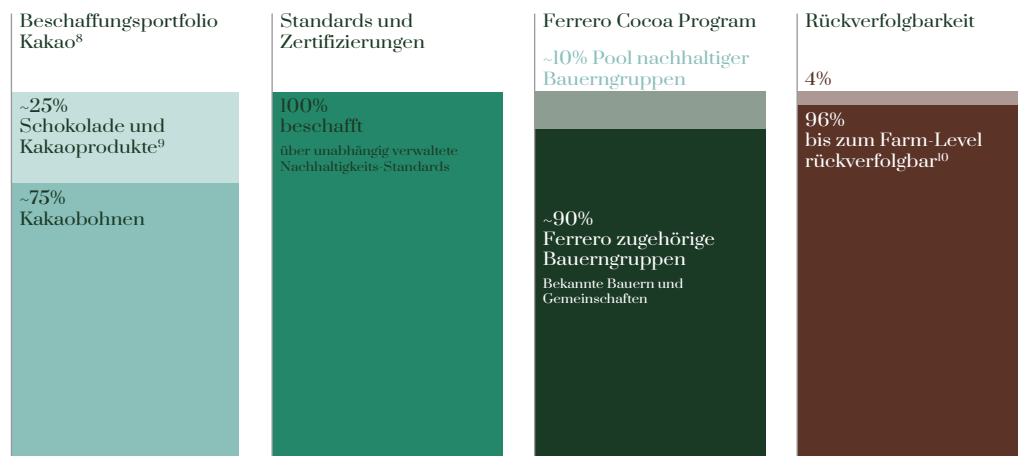 Beschaffungsportfolio
Kakao⁸
~25%
Schokolade und
Kakaoprodukte⁹
~75%
Kakaobohnen
Standards und
Zertifizierungen
100%
beschafft
über unabhängig verwaltete
Nachhaltigkeits-Standards
Ferrero Cocoa Program
~10% Pool nachhaltiger
Bauerngruppen
~90%
Ferrero zugehörige
Bauerngruppen
Bekannte Bauern und
Gemeinschaften
Rückverfolgbarkeit
4%
96%
bis zum Farm-Level
rückverfolgbar¹⁰